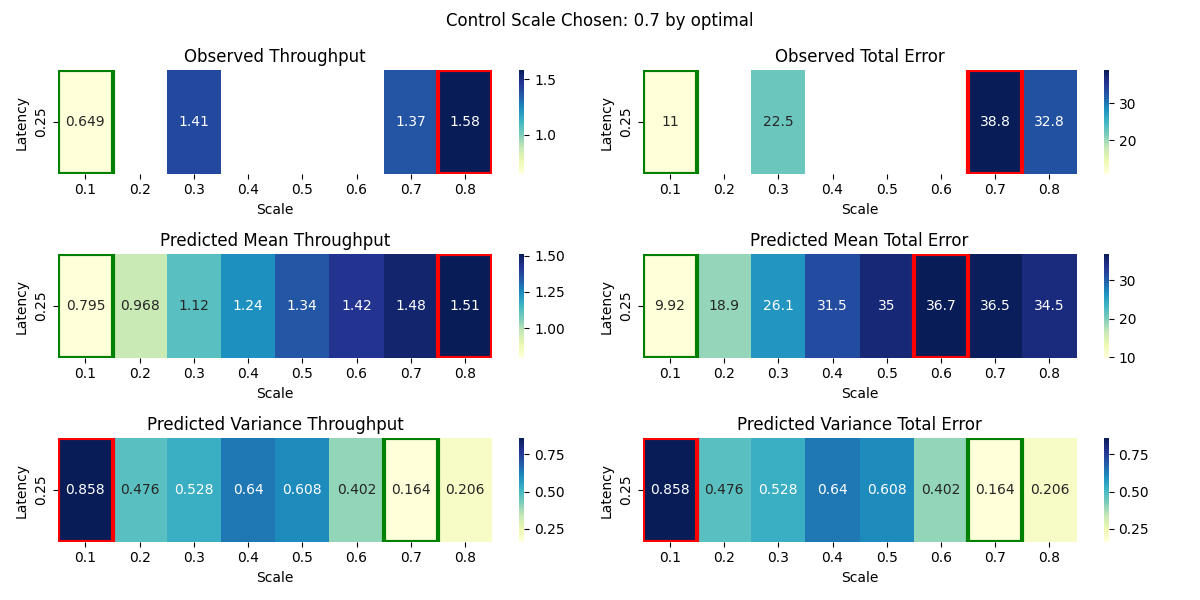 Control Scale Chosen: 0.7 by optimal
Observed Throughput
Latency
0.25
0.649 1.41 1.37 1.58
0.1 0.2 0.3 0.4 0.5 0.6 0.7 0.8
Scale
1.5
1.0
Observed Total Error
Latency
0.25
11 22.5 38.8 32.8
0.1 0.2 0.3 0.4 0.5 0.6 0.7 0.8
Scale
30
20
Predicted Mean Throughput
Latency
0.25
0.795 0.968 1.12 1.24 1.34 1.42 1.48 1.51
0.1 0.2 0.3 0.4 0.5 0.6 0.7 0.8
Scale
1.50
1.25
1.00
Predicted Mean Total Error
Latency
0.25
9.92 18.9 26.1 31.5 35 36.7 36.5 34.5
0.1 0.2 0.3 0.4 0.5 0.6 0.7 0.8
Scale
30
20
10
Predicted Variance Throughput
Latency
0.25
0.858 0.476 0.528 0.64 0.608 0.402 0.164 0.206
0.1 0.2 0.3 0.4 0.5 0.6 0.7 0.8
Scale
0.75
0.50
0.25
Predicted Variance Total Error
Latency
0.25
0.858 0.476 0.528 0.64 0.608 0.402 0.164 0.206
0.1 0.2 0.3 0.4 0.5 0.6 0.7 0.8
Scale
0.75
0.50
0.25